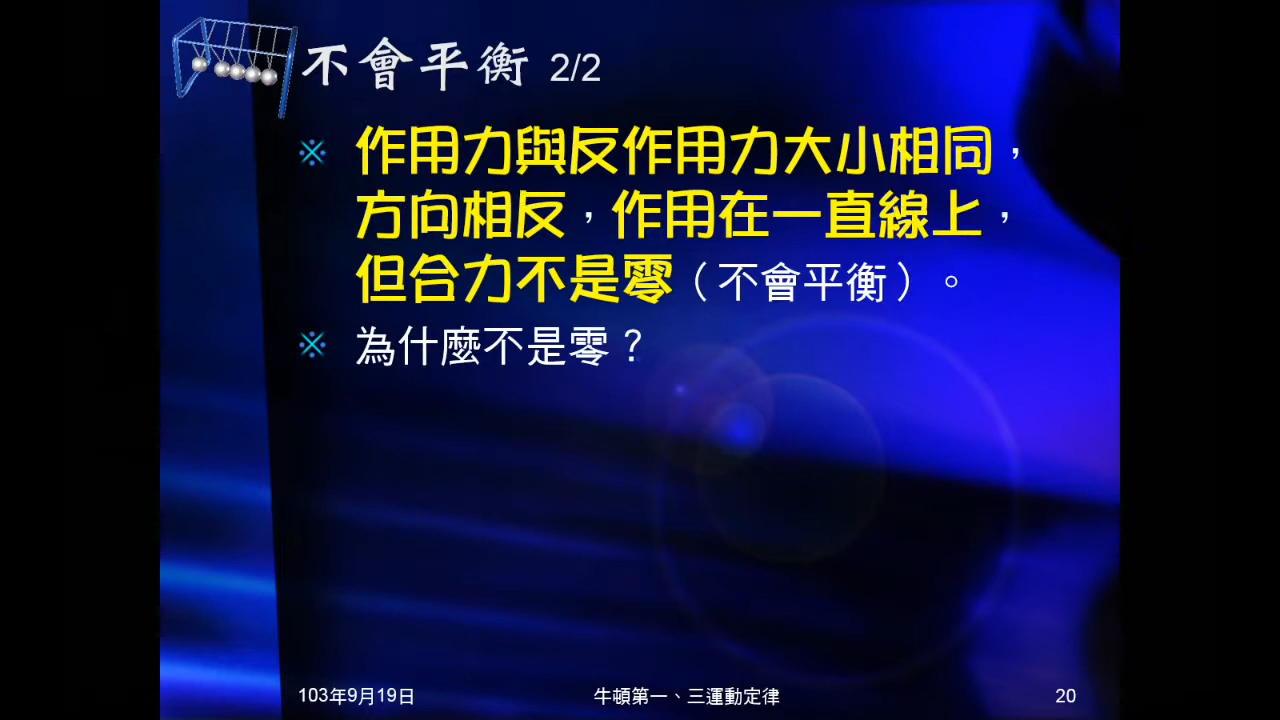 不會平衡 2/2
※ 作用力與反作用力大小相同，
方向相反，作用在一直線上，
但合力不是零（不會平衡）。
※ 為什麼不是零？
103年9月19日 牛頓第一、三運動定律 20